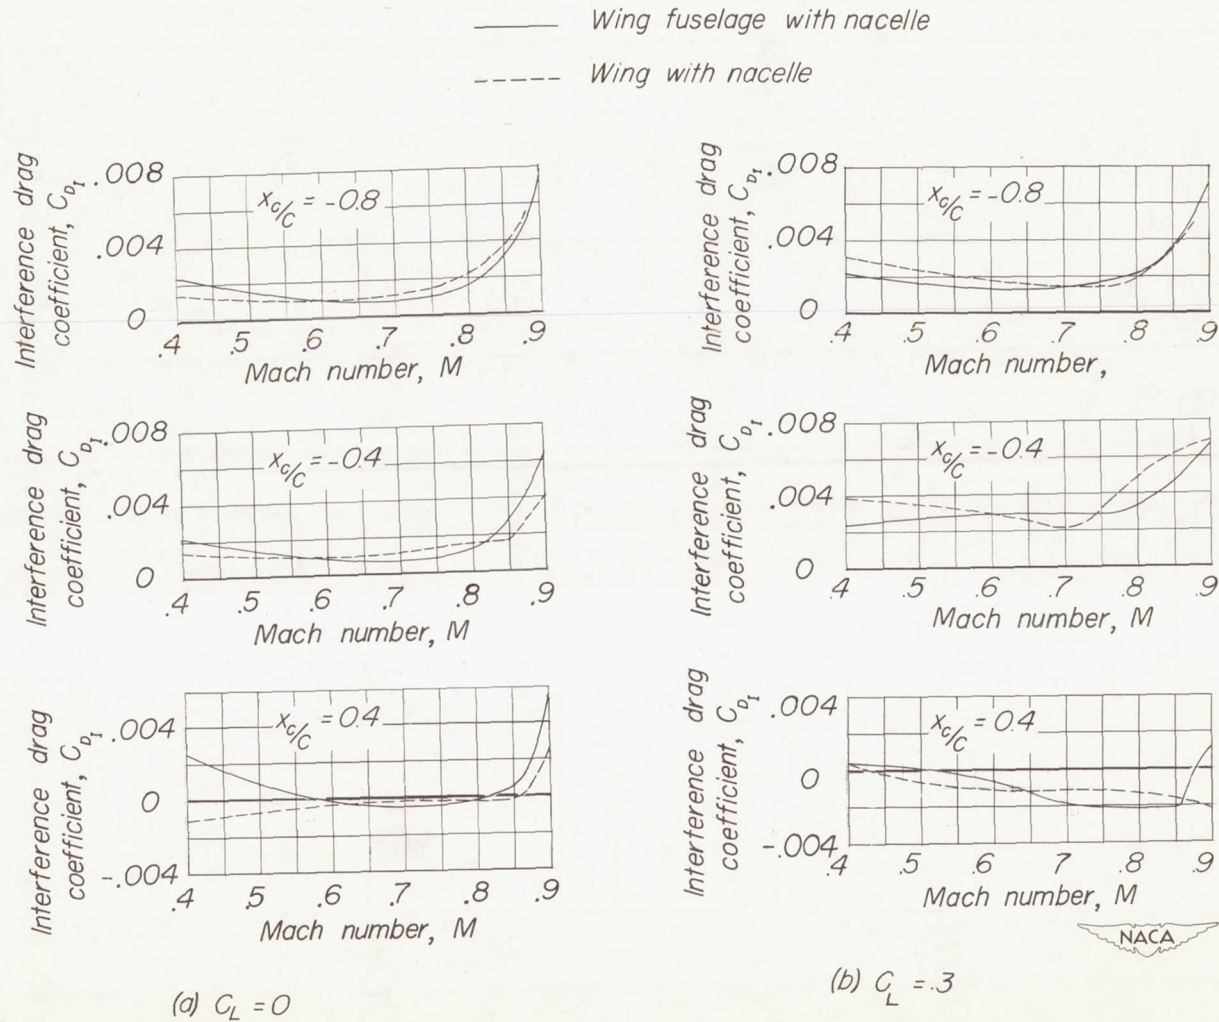 Wing fuselage with nacelle
Wing with nacelle
Interference drag
coefficient, C_D_I
.008
.004
0
x_c/c = -0.8
.4 .5 .6 .7 .8 .9
Mach number, M
Interference drag
coefficient, C_D_I
.008
.004
0
x_c/c = -0.4
.4 .5 .6 .7 .8 .9
Mach number, M
Interference drag
coefficient, C_D_I
.004
0
-.004
x_c/c = 0.4
.4 .5 .6 .7 .8 .9
Mach number, M
(a) C_L = 0
Interference drag
coefficient, C_D_I
.008
.004
0
x_c/c = -0.8
.4 .5 .6 .7 .8 .9
Mach number,
Interference drag
coefficient, C_D_I
.008
.004
0
x_c/c = -0.4
.4 .5 .6 .7 .8 .9
Mach number, M
Interference drag
coefficient, C_D_I
.004
0
-.004
x_c/c = 0.4
.4 .5 .6 .7 .8 .9
Mach number, M
NACA
(b) C_L = .3